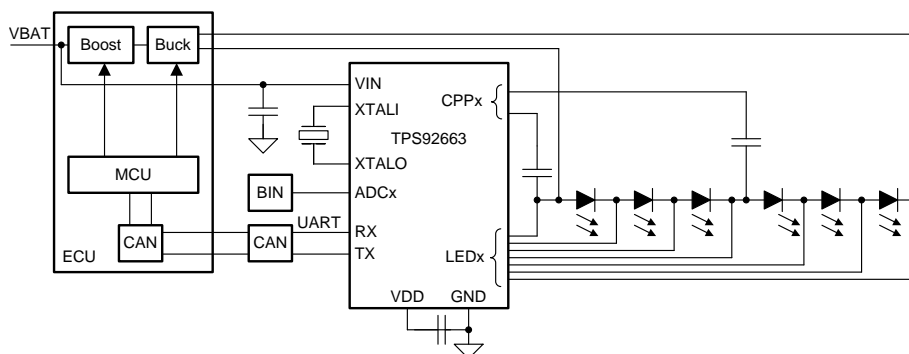 VBAT
Boost
Buck
VIN
CPPx
XTALI
TPS92663
XTALO
MCU
BIN
ADCx
UART
RX
CAN
CAN
TX
LEDx
ECU
VDD
GND